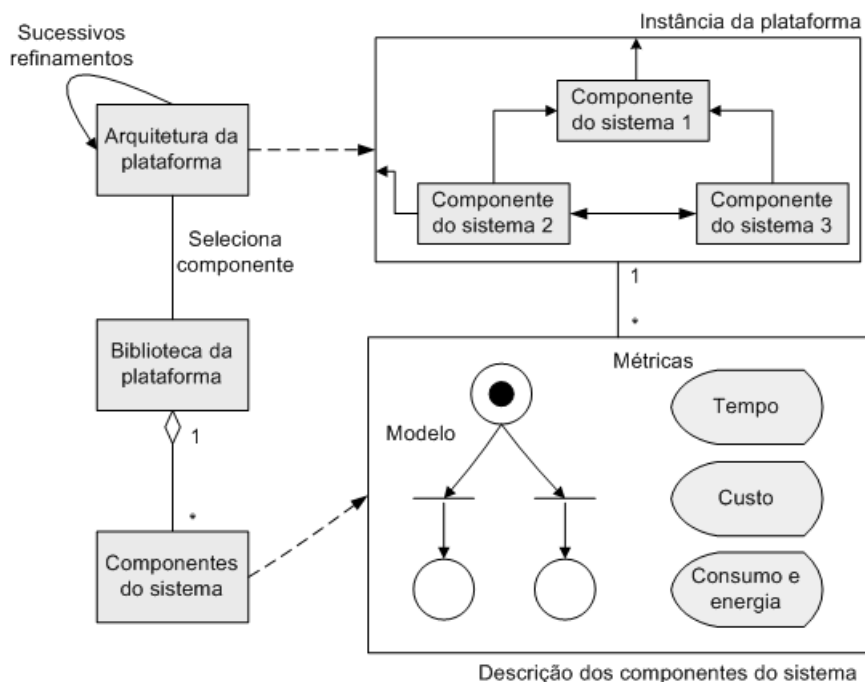 Sucessivos
refinamentos
Arquitetura da
plataforma
Seleciona
componente
Biblioteca da
plataforma
1
*
Componentes
do sistema
Instância da plataforma
Componente
do sistema 1
Componente
do sistema 2
Componente
do sistema 3
1
*
Métricas
Modelo
Tempo
Custo
Consumo e
energia
Descrição dos componentes do sistema